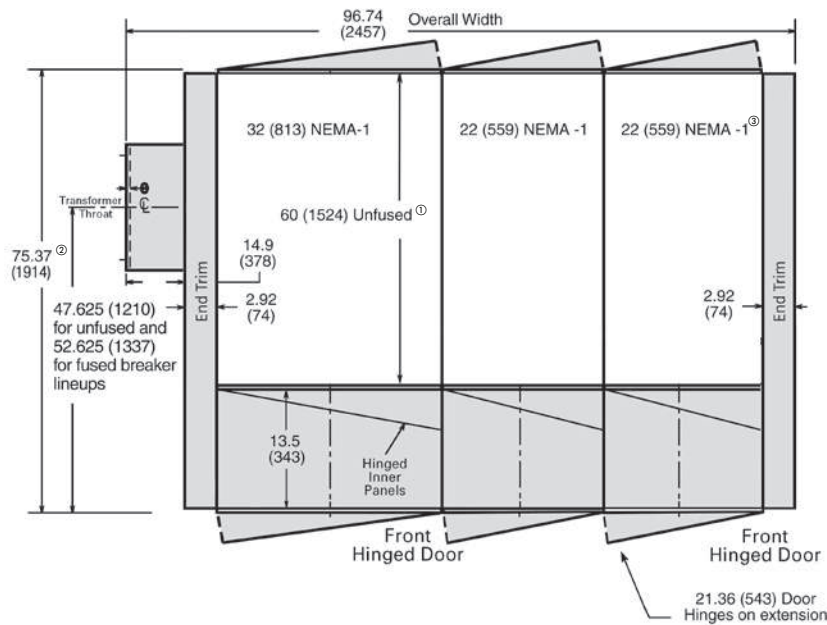 96.74
(2457)
Overall Width
32 (813) NEMA-1
22 (559) NEMA -1
22 (559) NEMA -1③
Transformer
Throat
℄
60 (1524) Unfused①
75.37②
(1914)
14.9
(378)
End Trim
2.92
(74)
2.92
(74)
End Trim
47.625 (1210)
for unfused and
52.625 (1337)
for fused breaker
lineups
13.5
(343)
Hinged
Inner
Panels
Front
Hinged Door
Front
Hinged Door
21.36 (543) Door
Hinges on extension